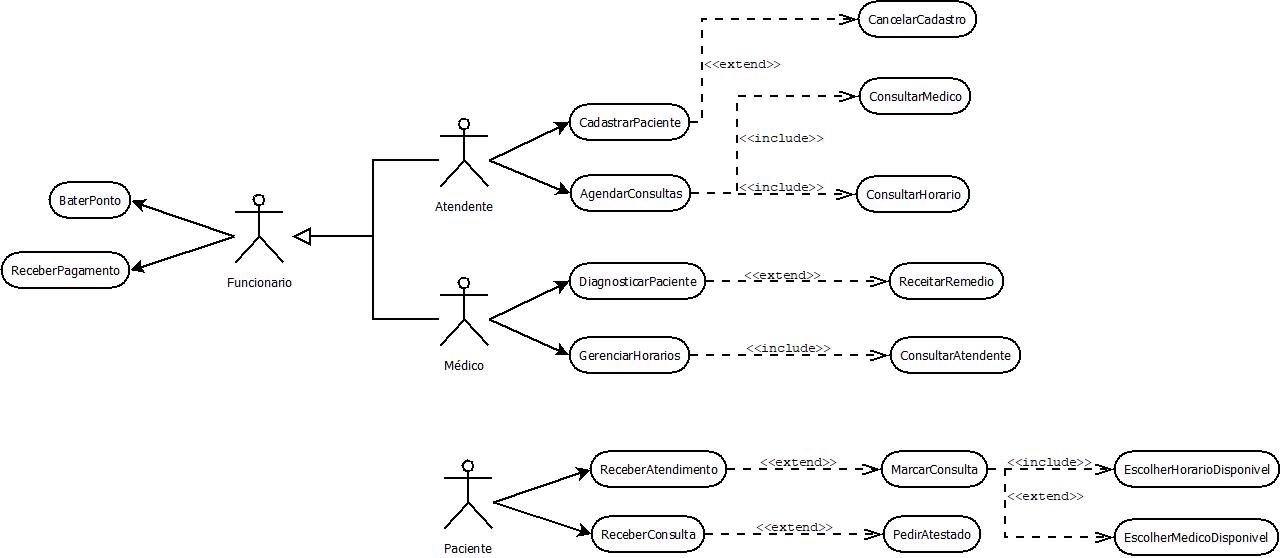 CancelarCadastro
<<extend>>
ConsultarMedico
CadastrarPaciente
<<include>>
Atendente
AgendarConsultas
<<include>>
ConsultarHorario
BaterPonto
ReceberPagamento
Funcionario
DiagnosticarPaciente
<<extend>>
ReceitarRemedio
Médico
GerenciarHorarios
<<include>>
ConsultarAtendente
ReceberAtendimento
<<extend>>
MarcarConsulta
<<include>>
EscolherHorarioDisponivel
<<extend>>
EscolherMedicoDisponivel
Paciente
ReceberConsulta
<<extend>>
PedirAtestado